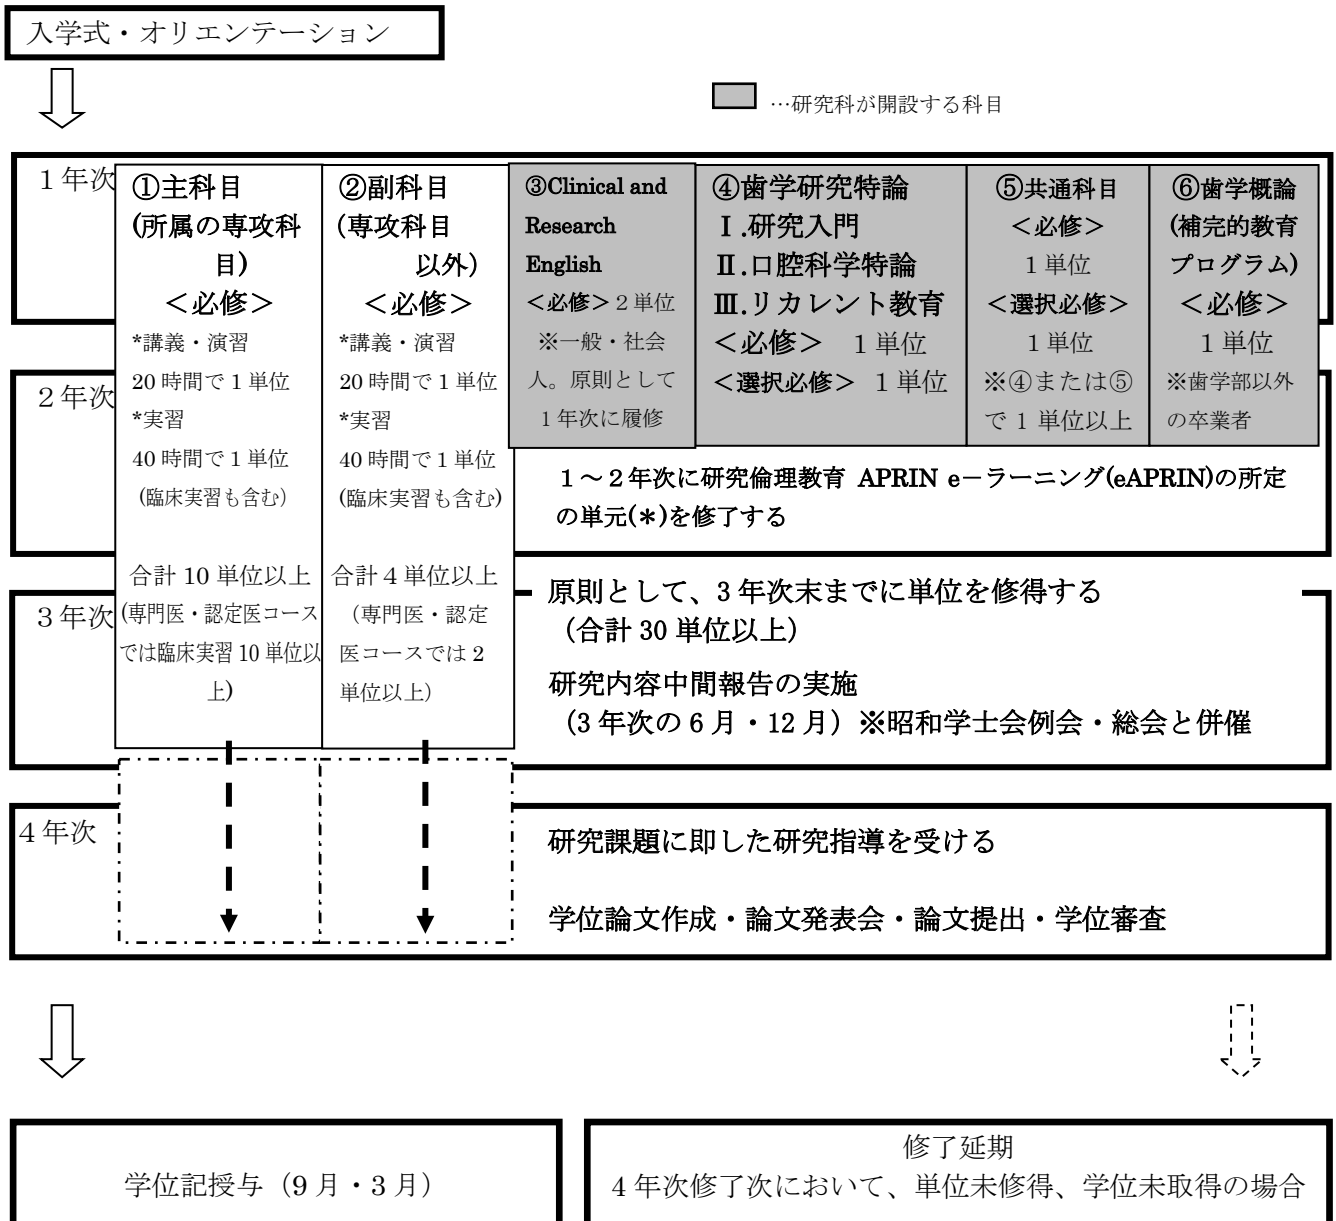 入学式・オリエンテーション
…研究科が開設する科目
1年次
①主科目
(所属の専攻科
目)
＜必修＞
*講義・演習
20時間で1単位
*実習
40時間で1単位
(臨床実習も含む)
合計10単位以上
(専門医・認定医コース
では臨床実習10単位以
上)
②副科目
(専攻科目
以外)
＜必修＞
*講義・演習
20時間で1単位
*実習
40時間で1単位
(臨床実習も含む)
合計4単位以上
（専門医・認定
医コースでは2
単位以上）
③Clinical and
Research
English
＜必修＞2単位
※一般・社会
人。原則として
1年次に履修
④歯学研究特論
Ⅰ.研究入門
Ⅱ.口腔科学特論
Ⅲ.リカレント教育
＜必修＞ 1単位
＜選択必修＞ 1単位
⑤共通科目
＜必修＞
1単位
＜選択必修＞
1単位
※④または⑤
で1単位以上
⑥歯学概論
(補完的教育
プログラム)
＜必修＞
1単位
※歯学部以外
の卒業者
2年次
1～2年次に研究倫理教育 APRIN e－ラーニング(eAPRIN)の所定
の単元(＊)を修了する
3年次
原則として、3年次末までに単位を修得する
（合計30単位以上）
研究内容中間報告の実施
（3年次の6月・12月）※昭和学士会例会・総会と併催
4年次
研究課題に即した研究指導を受ける
学位論文作成・論文発表会・論文提出・学位審査
学位記授与（9月・3月）
修了延期
4年次修了次において、単位未修得、学位未取得の場合